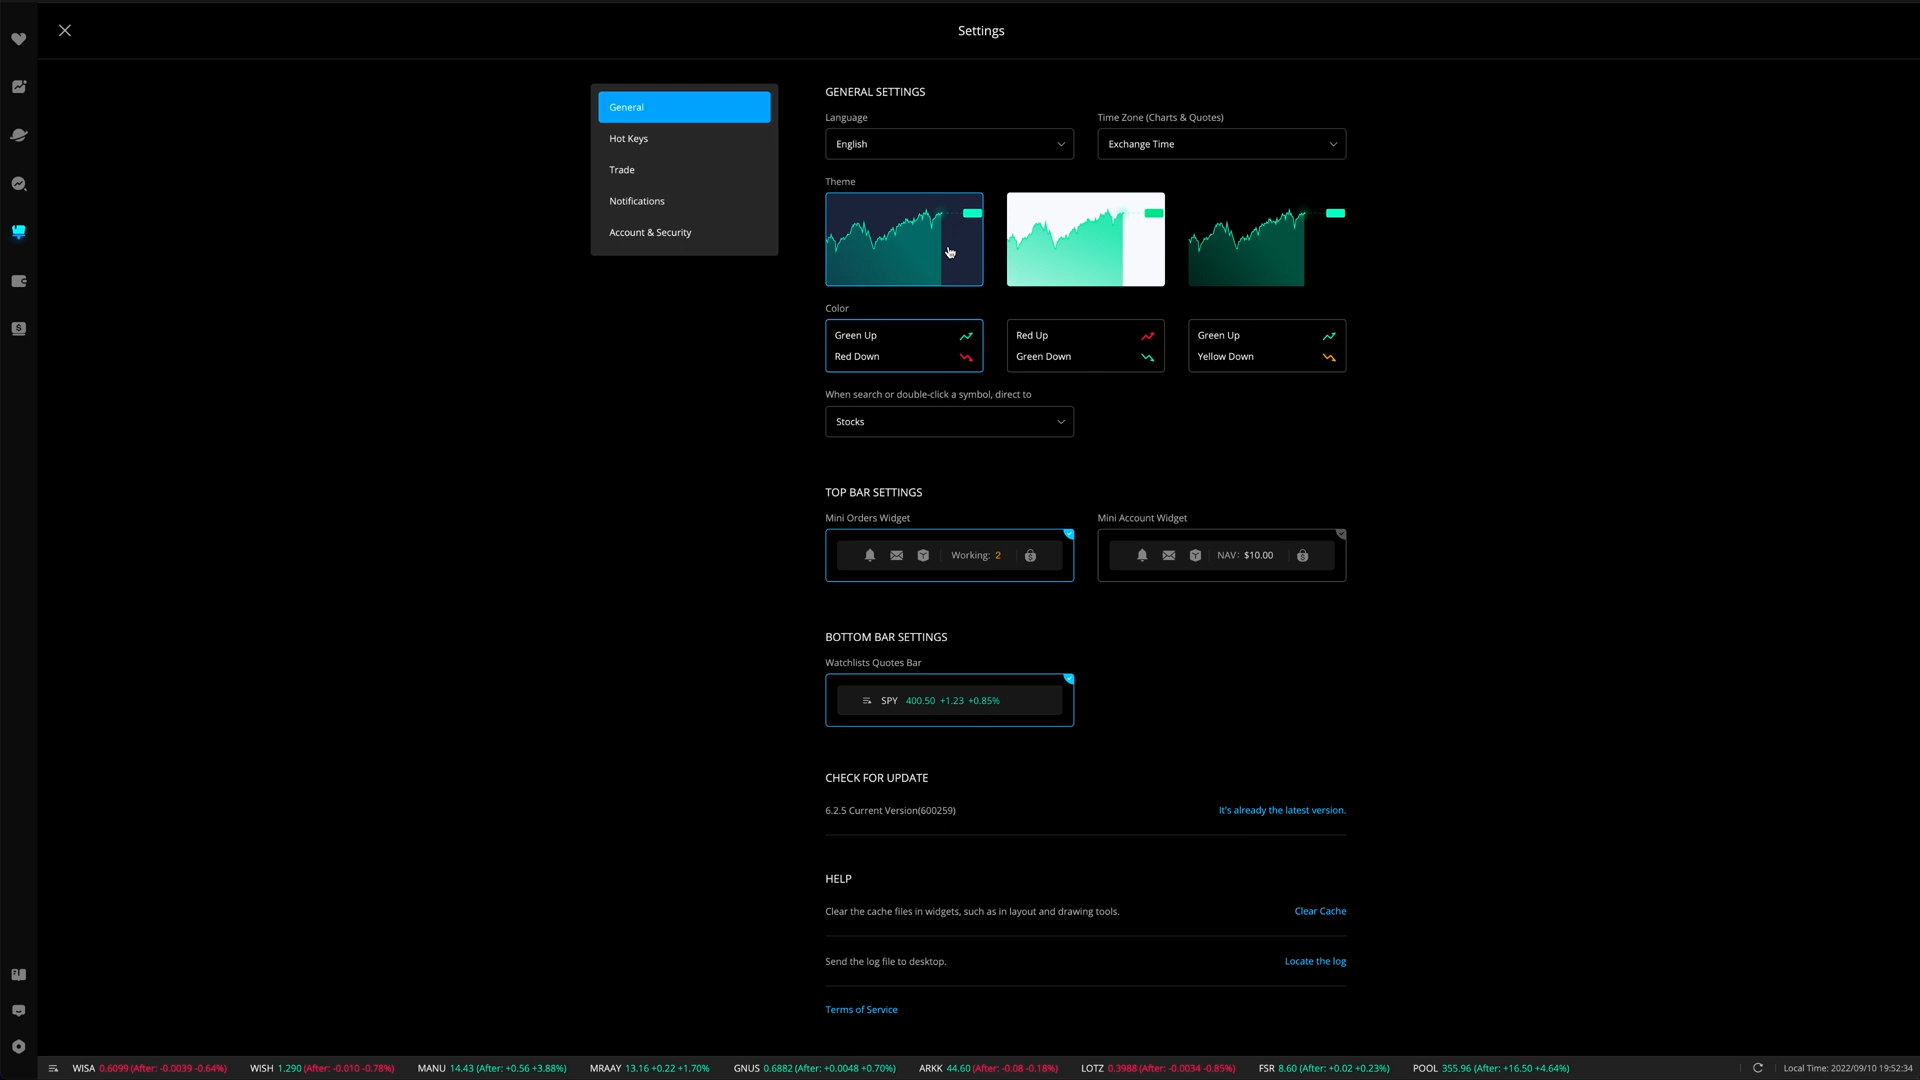 Settings
General
Hot Keys
Trade
Notifications
Account & Security
GENERAL SETTINGS
Language
Time Zone (Charts & Quotes)
English
Exchange Time
Theme
Color
Green Up
Red Down
Red Up
Green Down
Green Up
Yellow Down
When search or double-click a symbol, direct to
Stocks
TOP BAR SETTINGS
Mini Orders Widget
Mini Account Widget
Working: 2
NAV: $10.00
BOTTOM BAR SETTINGS
Watchlists Quotes Bar
SPY 400.50 +1.23 +0.85%
CHECK FOR UPDATE
6.2.5 Current Version(600259)
It's already the latest version.
HELP
Clear the cache files in widgets, such as in layout and drawing tools.
Clear Cache
Send the log file to desktop.
Locate the log
Terms of Service
WISA 0.6099 (After: -0.0039 -0.64%) WISH 1.290 (After: -0.010 -0.78%) MANU 14.43 (After: +0.56 +3.88%) MRAAY 13.16 +0.22 +1.70% GNUS 0.6882 (After: +0.0048 +0.70%) ARKK 44.60 (After: -0.08 -0.18%) LOTZ 0.3988 (After: -0.0034 -0.85%) FSR 8.60 (After: +0.02 +0.23%) POOL 355.96 (After: +16.50 +4.64%) Local Time: 2022/09/10 19:52:34